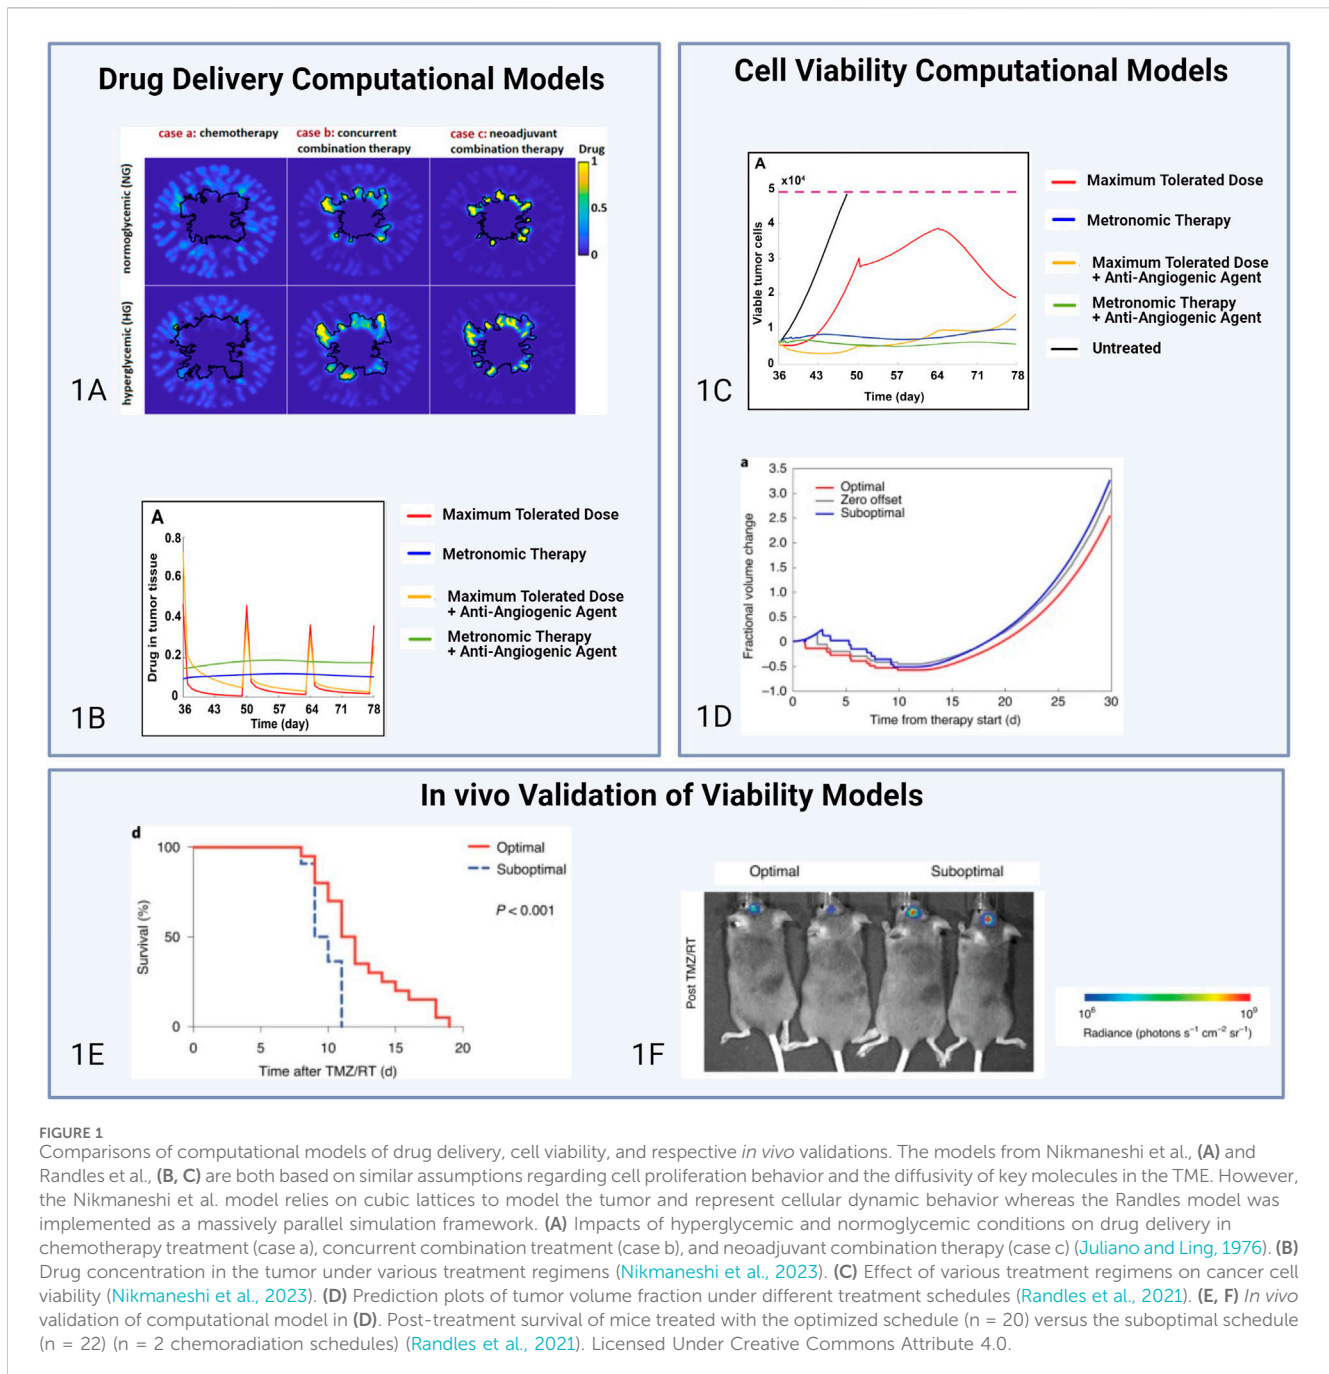 Drug Delivery Computational Models
case a: chemotherapy
case b: concurrent
combination therapy
case c: neoadjuvant
combination therapy
Drug
1
0.5
0
normoglycemic (NG)
hyperglycemic (HG)
1A
A
Drug in tumor tissue
0.8
0.6
0.4
0.2
0
36 43 50 57 64 71 78
Time (day)
Maximum Tolerated Dose
Metronomic Therapy
Maximum Tolerated Dose
+ Anti-Angiogenic Agent
Metronomic Therapy
+ Anti-Angiogenic Agent
1B
Cell Viability Computational Models
A
x10⁴
Viable tumor cells
5
4
3
2
1
0
36 43 50 57 64 71 78
Time (day)
Maximum Tolerated Dose
Metronomic Therapy
Maximum Tolerated Dose
+ Anti-Angiogenic Agent
Metronomic Therapy
+ Anti-Angiogenic Agent
Untreated
1C
a
Fractional volume change
3.5
3.0
2.5
2.0
1.5
1.0
0.5
0
−0.5
−1.0
Optimal
Zero offset
Suboptimal
0 5 10 15 20 25 30
Time from therapy start (d)
1D
In vivo Validation of Viability Models
d
Survival (%)
100
50
0
Optimal
Suboptimal
P < 0.001
0 5 10 15 20
Time after TMZ/RT (d)
1E
Optimal Suboptimal
Post TMZ/RT
1F
10⁶ 10⁹
Radiance (photons s⁻¹ cm⁻² sr⁻¹)
FIGURE 1
Comparisons of computational models of drug delivery, cell viability, and respective in vivo validations. The models from Nikmaneshi et al., (A) and
Randles et al., (B, C) are both based on similar assumptions regarding cell proliferation behavior and the diffusivity of key molecules in the TME. However,
the Nikmaneshi et al. model relies on cubic lattices to model the tumor and represent cellular dynamic behavior whereas the Randles model was
implemented as a massively parallel simulation framework. (A) Impacts of hyperglycemic and normoglycemic conditions on drug delivery in
chemotherapy treatment (case a), concurrent combination treatment (case b), and neoadjuvant combination therapy (case c) (Juliano and Ling, 1976). (B)
Drug concentration in the tumor under various treatment regimens (Nikmaneshi et al., 2023). (C) Effect of various treatment regimens on cancer cell
viability (Nikmaneshi et al., 2023). (D) Prediction plots of tumor volume fraction under different treatment schedules (Randles et al., 2021). (E, F) In vivo
validation of computational model in (D). Post-treatment survival of mice treated with the optimized schedule (n = 20) versus the suboptimal schedule
(n = 22) (n = 2 chemoradiation schedules) (Randles et al., 2021). Licensed Under Creative Commons Attribute 4.0.